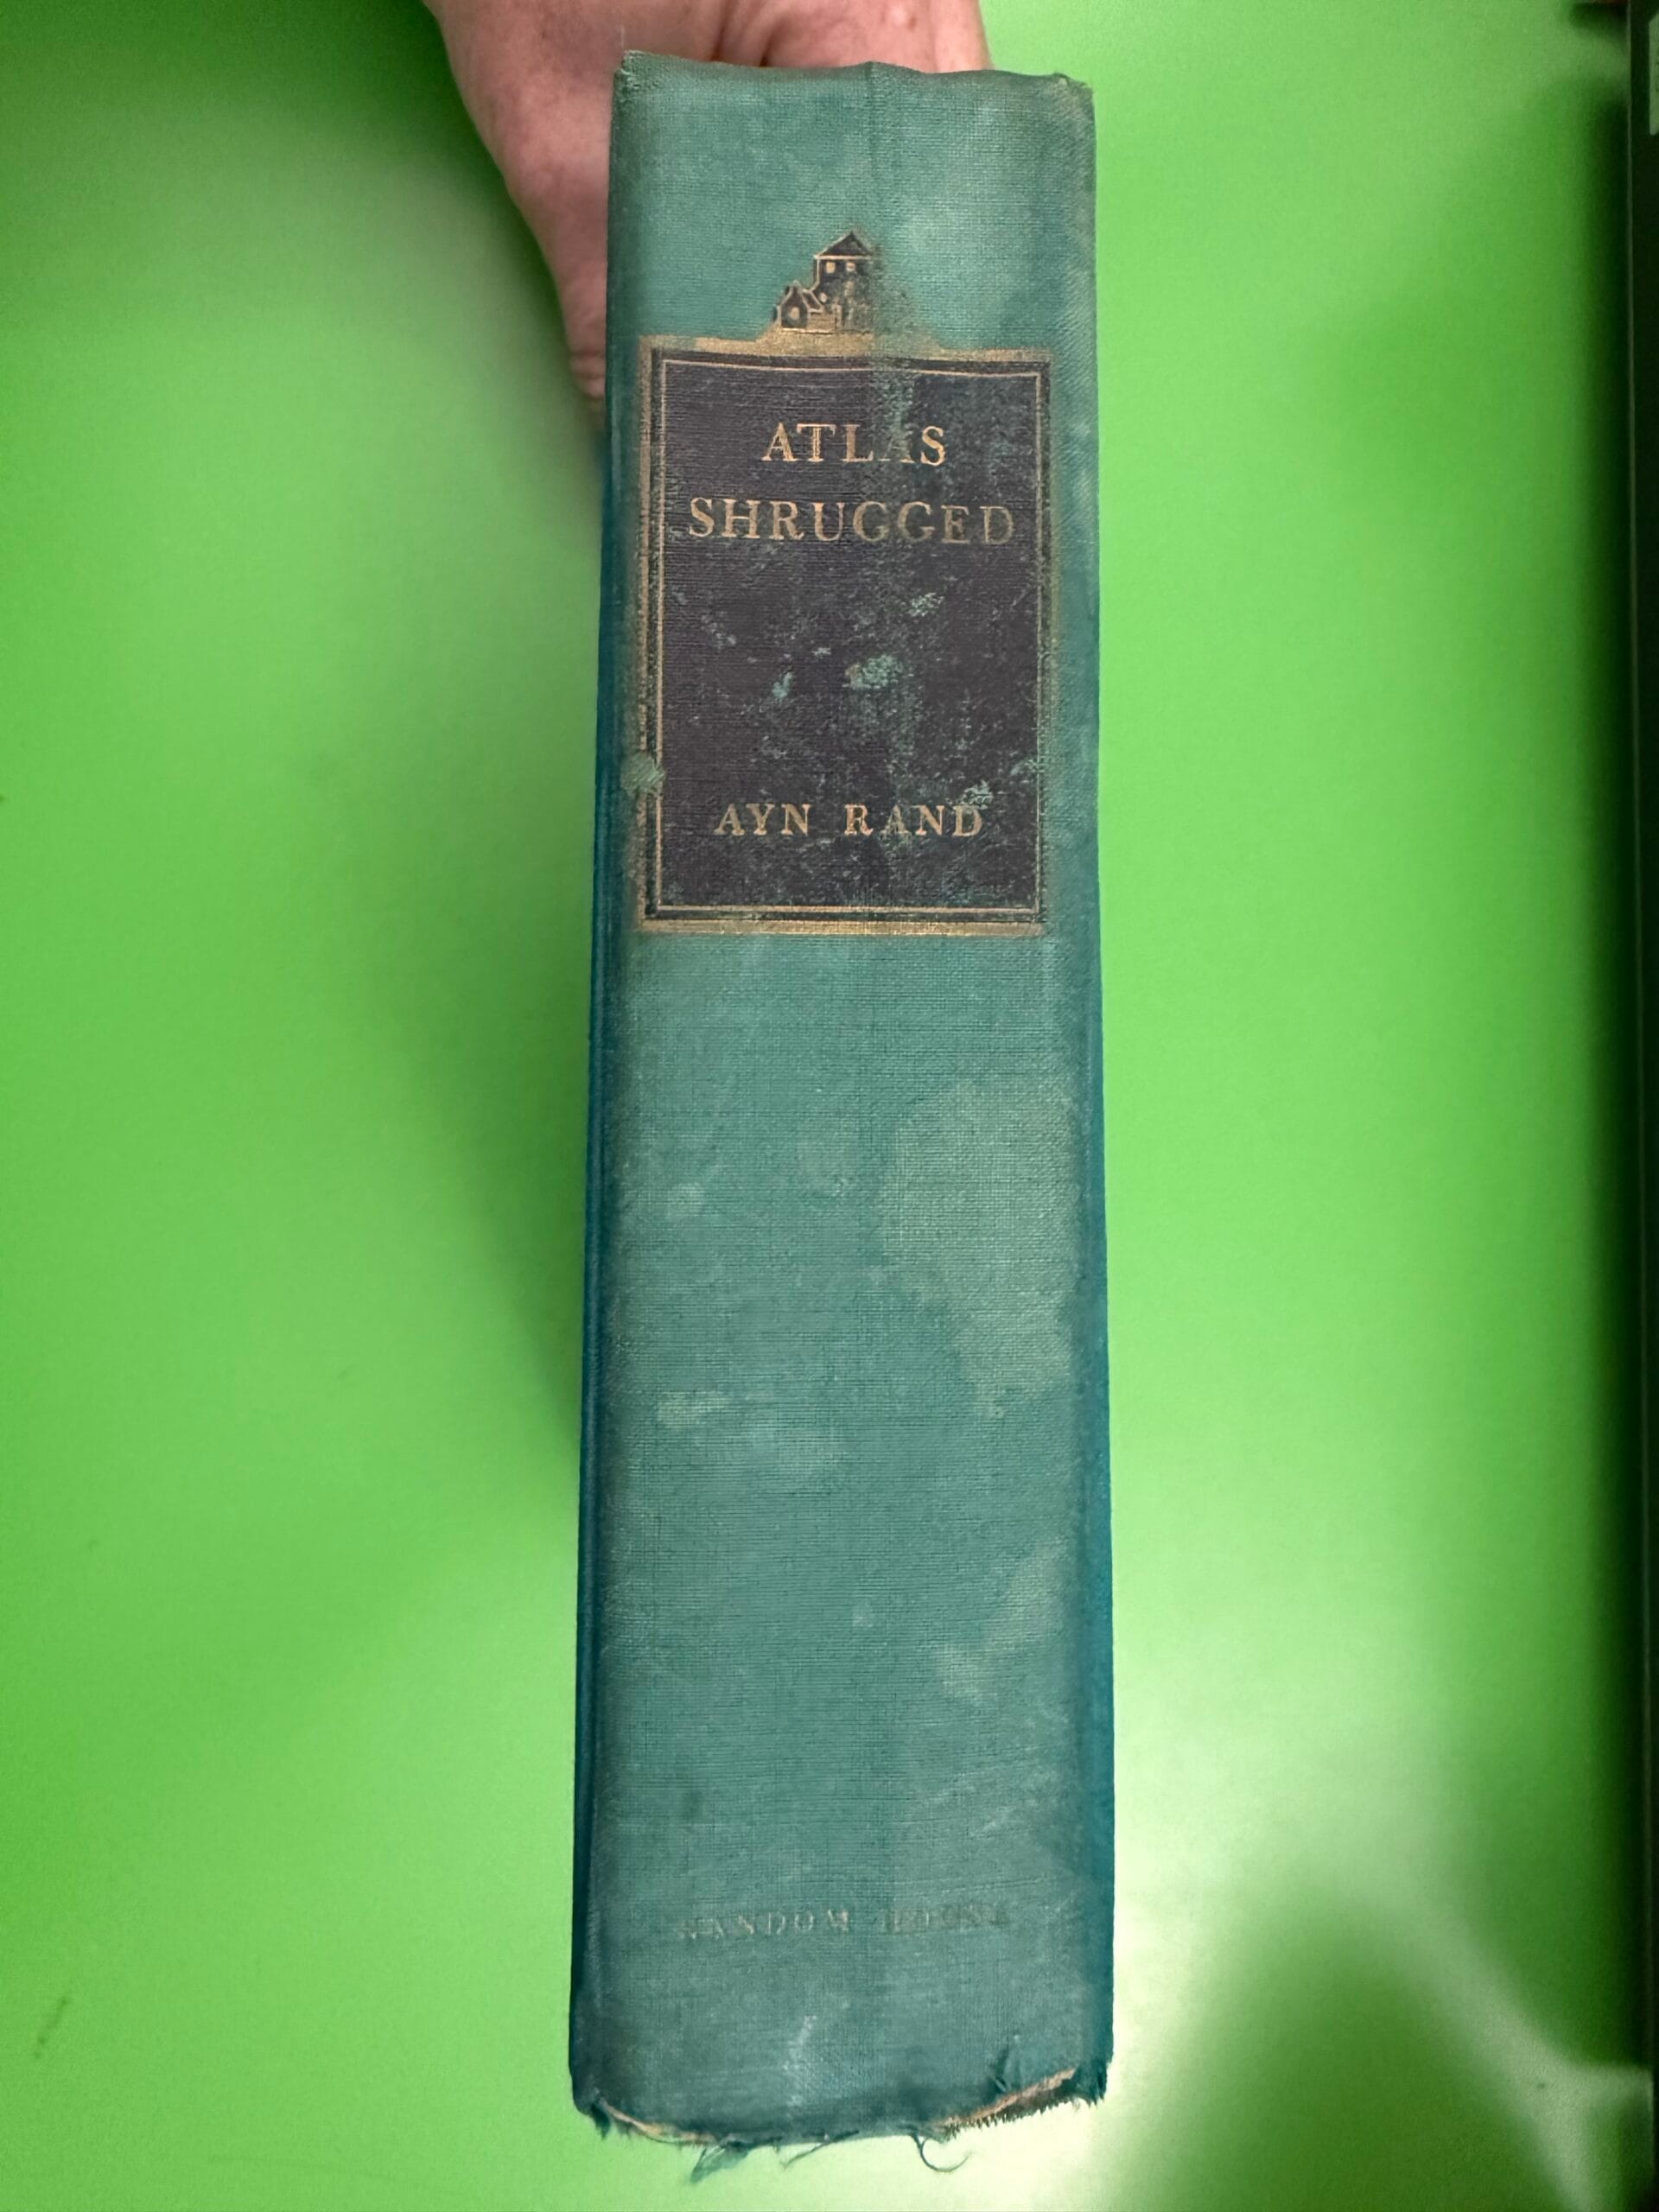 ATLAS
SHRUGGED
AYN RAND
RANDOM HOUSE